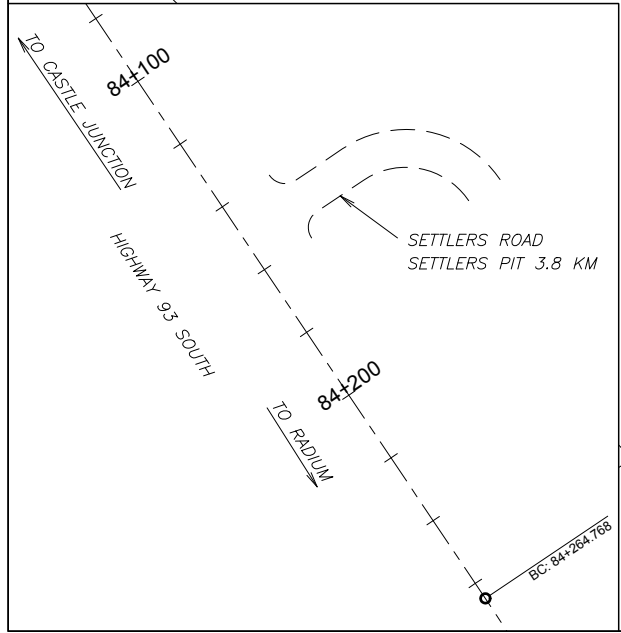 TO CASTLE JUNCTION
84+100
SETTLERS ROAD
SETTLERS PIT 3.8 KM
HIGHWAY 93 SOUTH
84+200
TO RADIUM
BC: 84+264.768